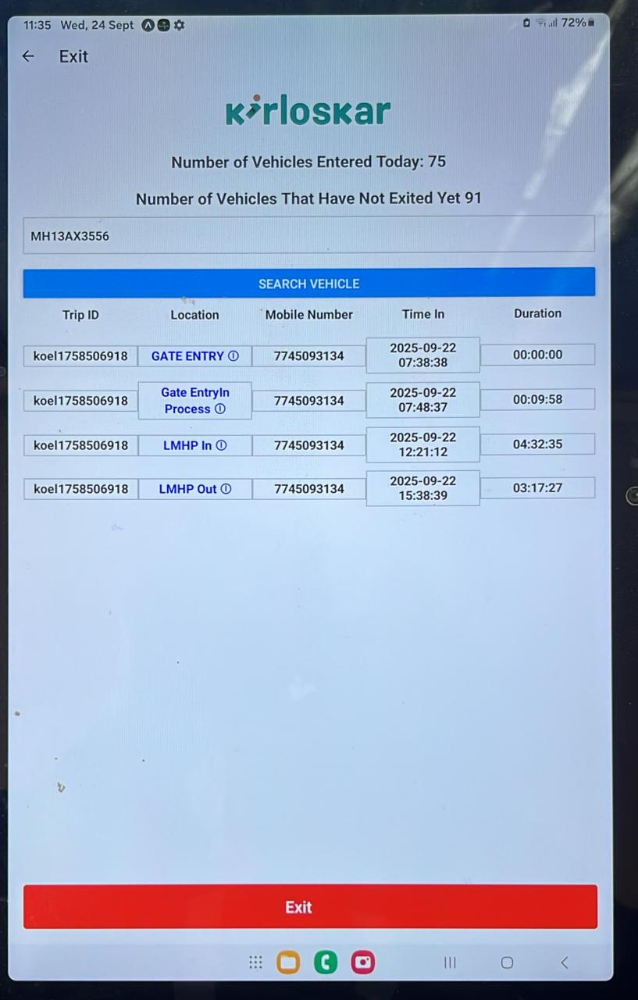 11:35 Wed, 24 Sept
72%
Exit
Kirloskar
Number of Vehicles Entered Today: 75
Number of Vehicles That Have Not Exited Yet 91
MH13AX3556
SEARCH VEHICLE
Trip ID Location Mobile Number Time In Duration
koel1758506918 GATE ENTRY 7745093134 2025-09-22 07:38:38 00:00:00
koel1758506918 Gate EntryIn Process 7745093134 2025-09-22 07:48:37 00:09:58
koel1758506918 LMHP In 7745093134 2025-09-22 12:21:12 04:32:35
koel1758506918 LMHP Out 7745093134 2025-09-22 15:38:39 03:17:27
Exit